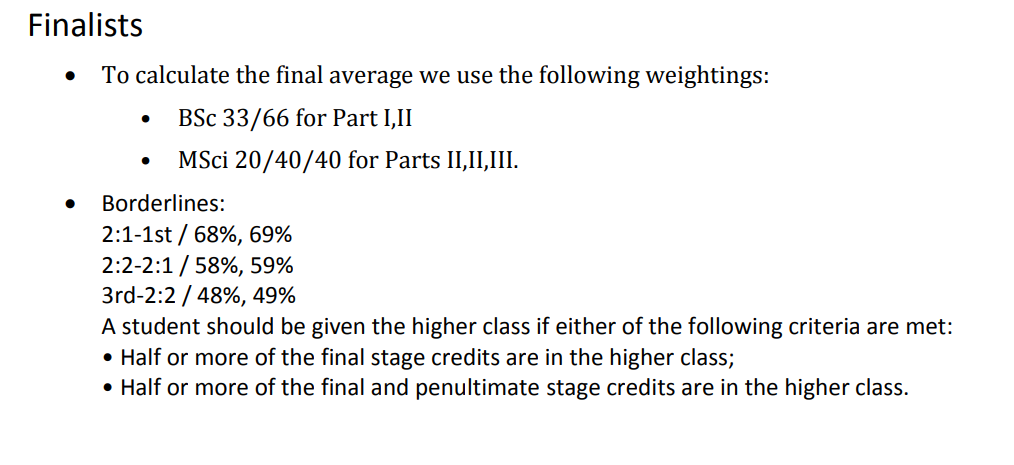 Finalists
• To calculate the final average we use the following weightings:
• BSc 33/66 for Part I,II
• MSci 20/40/40 for Parts II,II,III.
• Borderlines:
2:1-1st / 68%, 69%
2:2-2:1 / 58%, 59%
3rd-2:2 / 48%, 49%
A student should be given the higher class if either of the following criteria are met:
• Half or more of the final stage credits are in the higher class;
• Half or more of the final and penultimate stage credits are in the higher class.